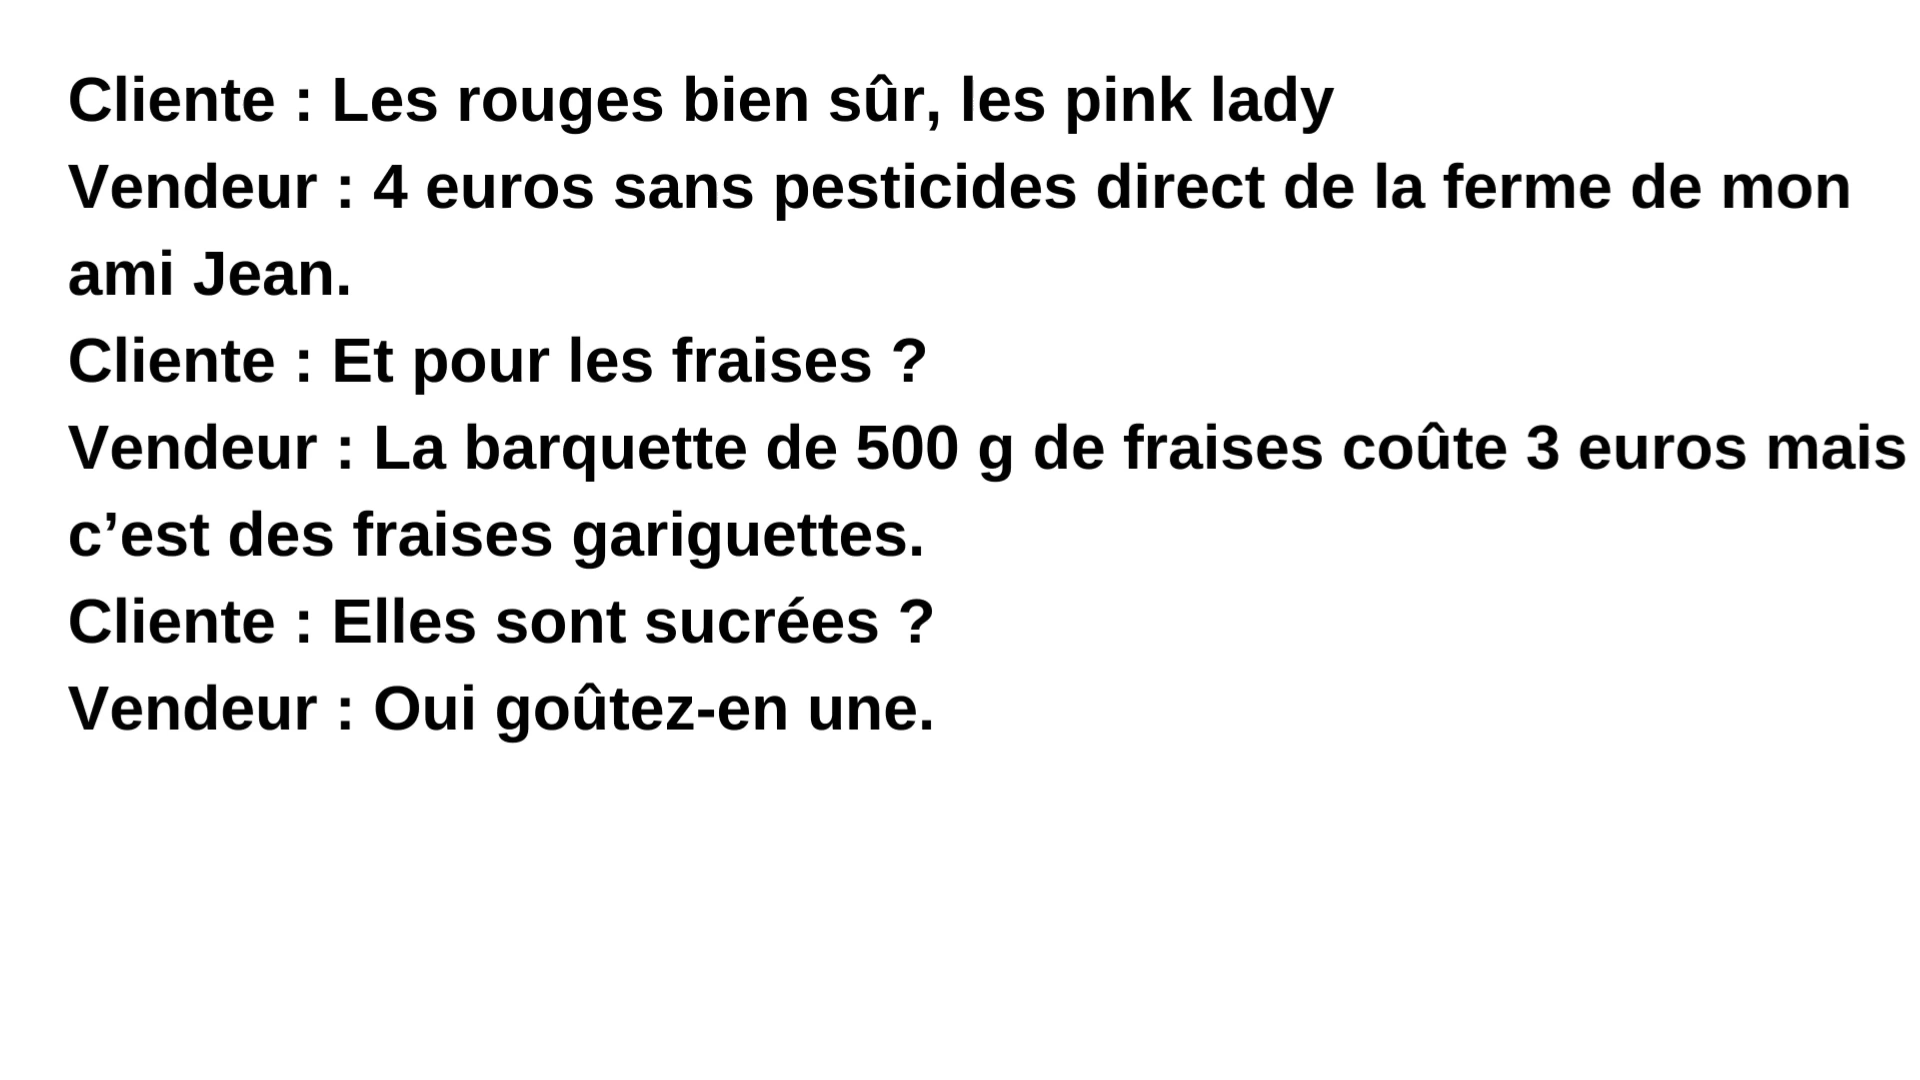 Cliente : Les rouges bien sûr, les pink lady
Vendeur : 4 euros sans pesticides direct de la ferme de mon
ami Jean.
Cliente : Et pour les fraises ?
Vendeur : La barquette de 500 g de fraises coûte 3 euros mais
c’est des fraises gariguettes.
Cliente : Elles sont sucrées ?
Vendeur : Oui goûtez-en une.